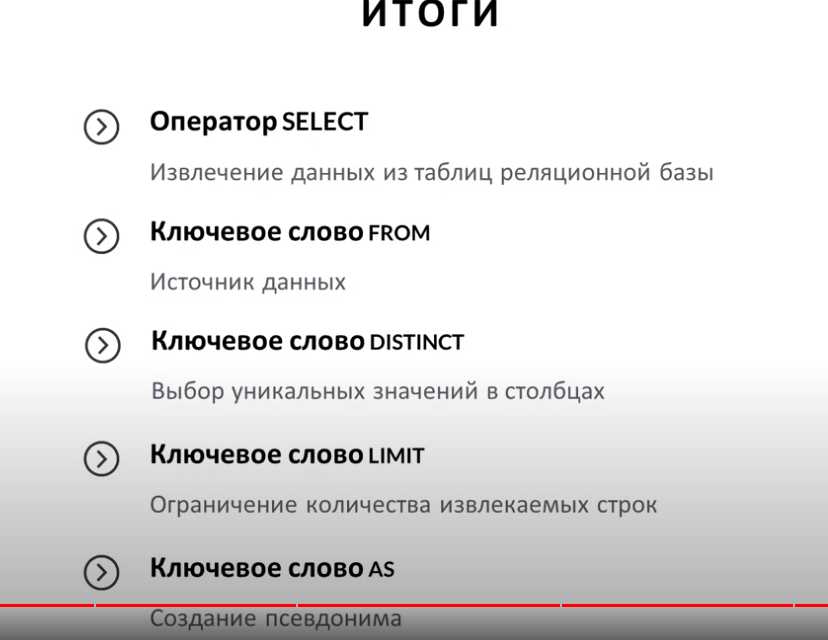 ИТОГИ
Оператор SELECT
Извлечение данных из таблиц реляционной базы
Ключевое слово FROM
Источник данных
Ключевое слово DISTINCT
Выбор уникальных значений в столбцах
Ключевое слово LIMIT
Ограничение количества извлекаемых строк
Ключевое слово AS
Создание псевдонима